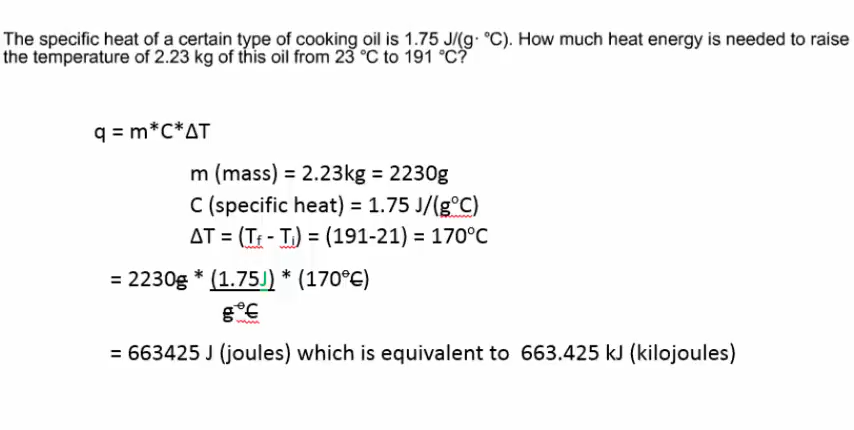 The specific heat of a certain type of cooking oil is 1.75 J/(g· °C). How much heat energy is needed to raise
the temperature of 2.23 kg of this oil from 23 °C to 191 °C?
q = m*C*ΔT
m (mass) = 2.23kg = 2230g
C (specific heat) = 1.75 J/(g°C)
ΔT = (Tf - Ti) = (191-21) = 170°C
= 2230g * (1.75J) * (170°C)
g°C
= 663425 J (joules) which is equivalent to 663.425 kJ (kilojoules)